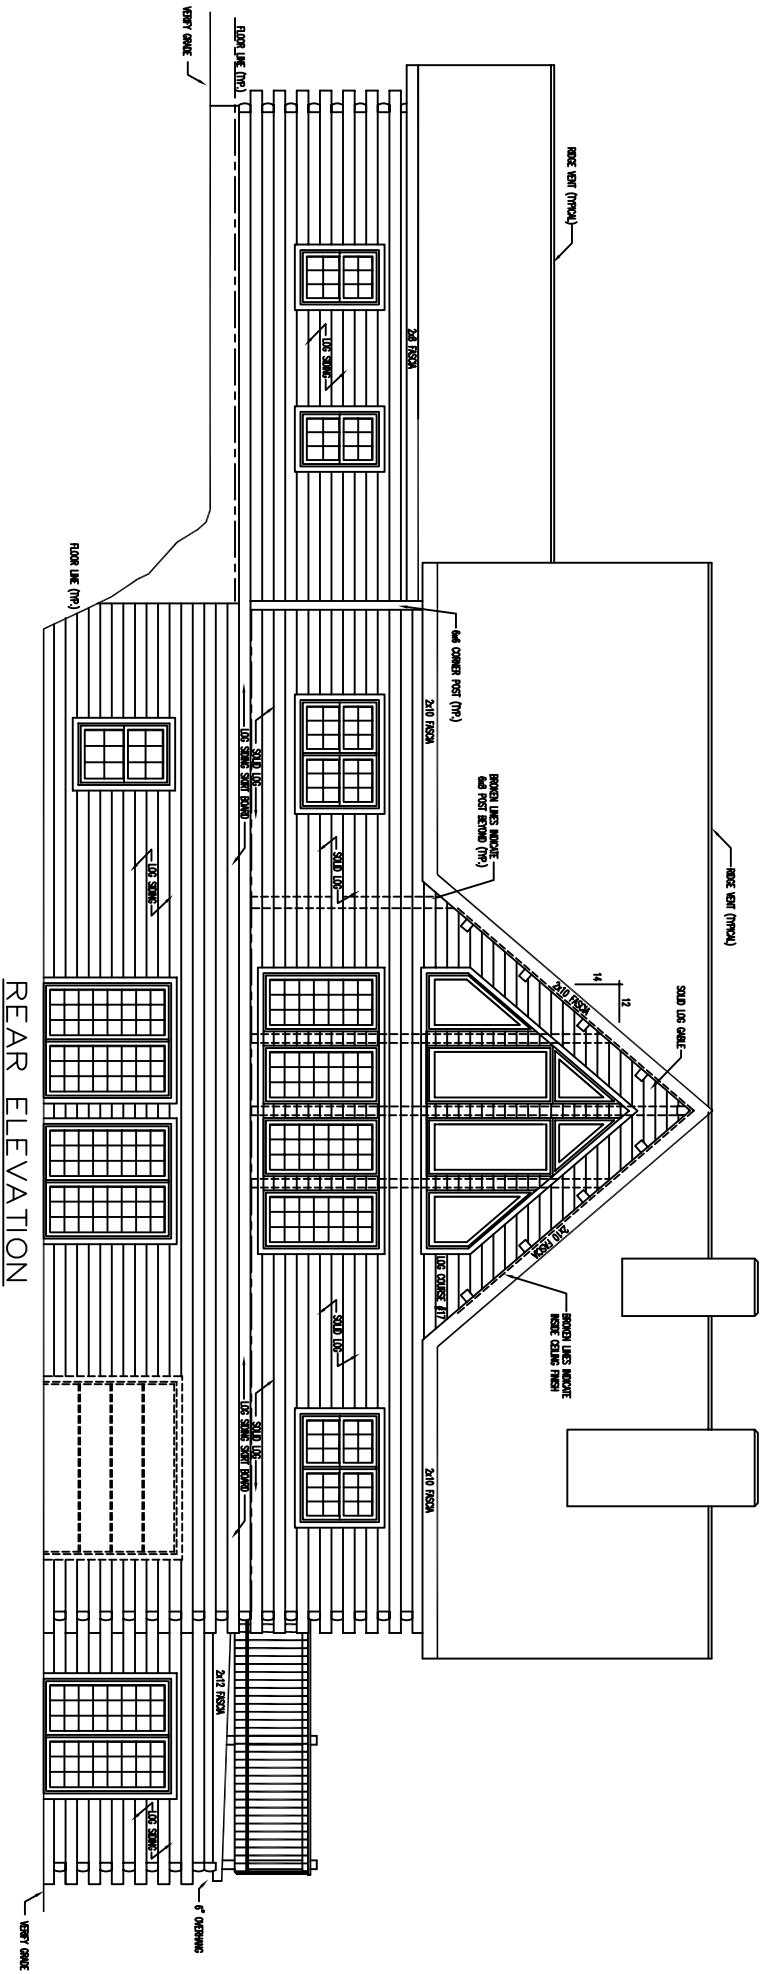 RIDGE VENT (TYPICAL)
RIDGE VENT (TYPICAL)
SOLID LOG GABLE
12
14
2x10 FASCIA
2x10 FASCIA
BROKEN LINES INDICATE
INSIDE CEILING FINISH
BROKEN LINES INDICATE
6x8 POST BEYOND (TYP.)
6x6 CORNER POST (TYP.)
LOG COURSE #17
2x8 FASCIA
2x10 FASCIA
2x10 FASCIA
LOG SIDING
SOLID LOG
SOLID LOG
FLOOR LINE (TYP.)
VERIFY GRADE
SOLID LOG
LOG SIDING SKIRT BOARD
SOLID LOG
LOG SIDING SKIRT BOARD
2x12 FASCIA
6" OVERHANG
FLOOR LINE (TYP.)
LOG SIDING
LOG SIDING
VERIFY GRADE
REAR ELEVATION